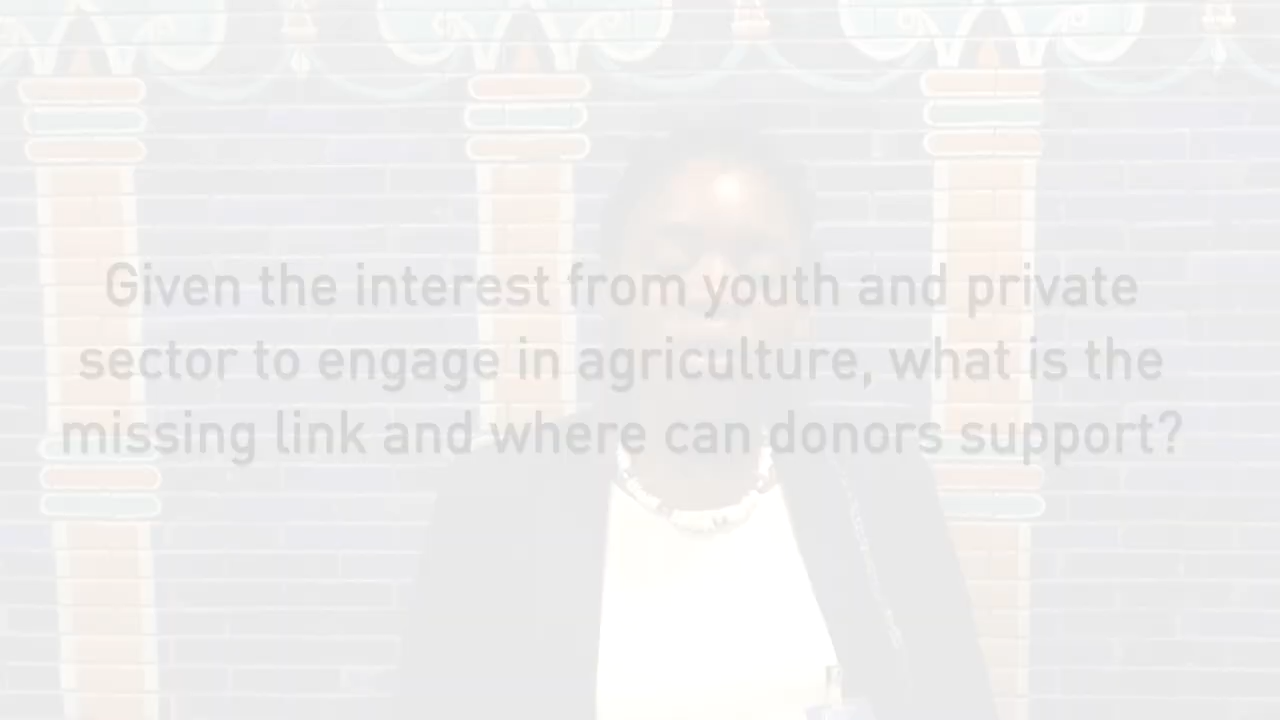 Given the interest from youth and private
sector to engage in agriculture, what is the
missing link and where can donors support?